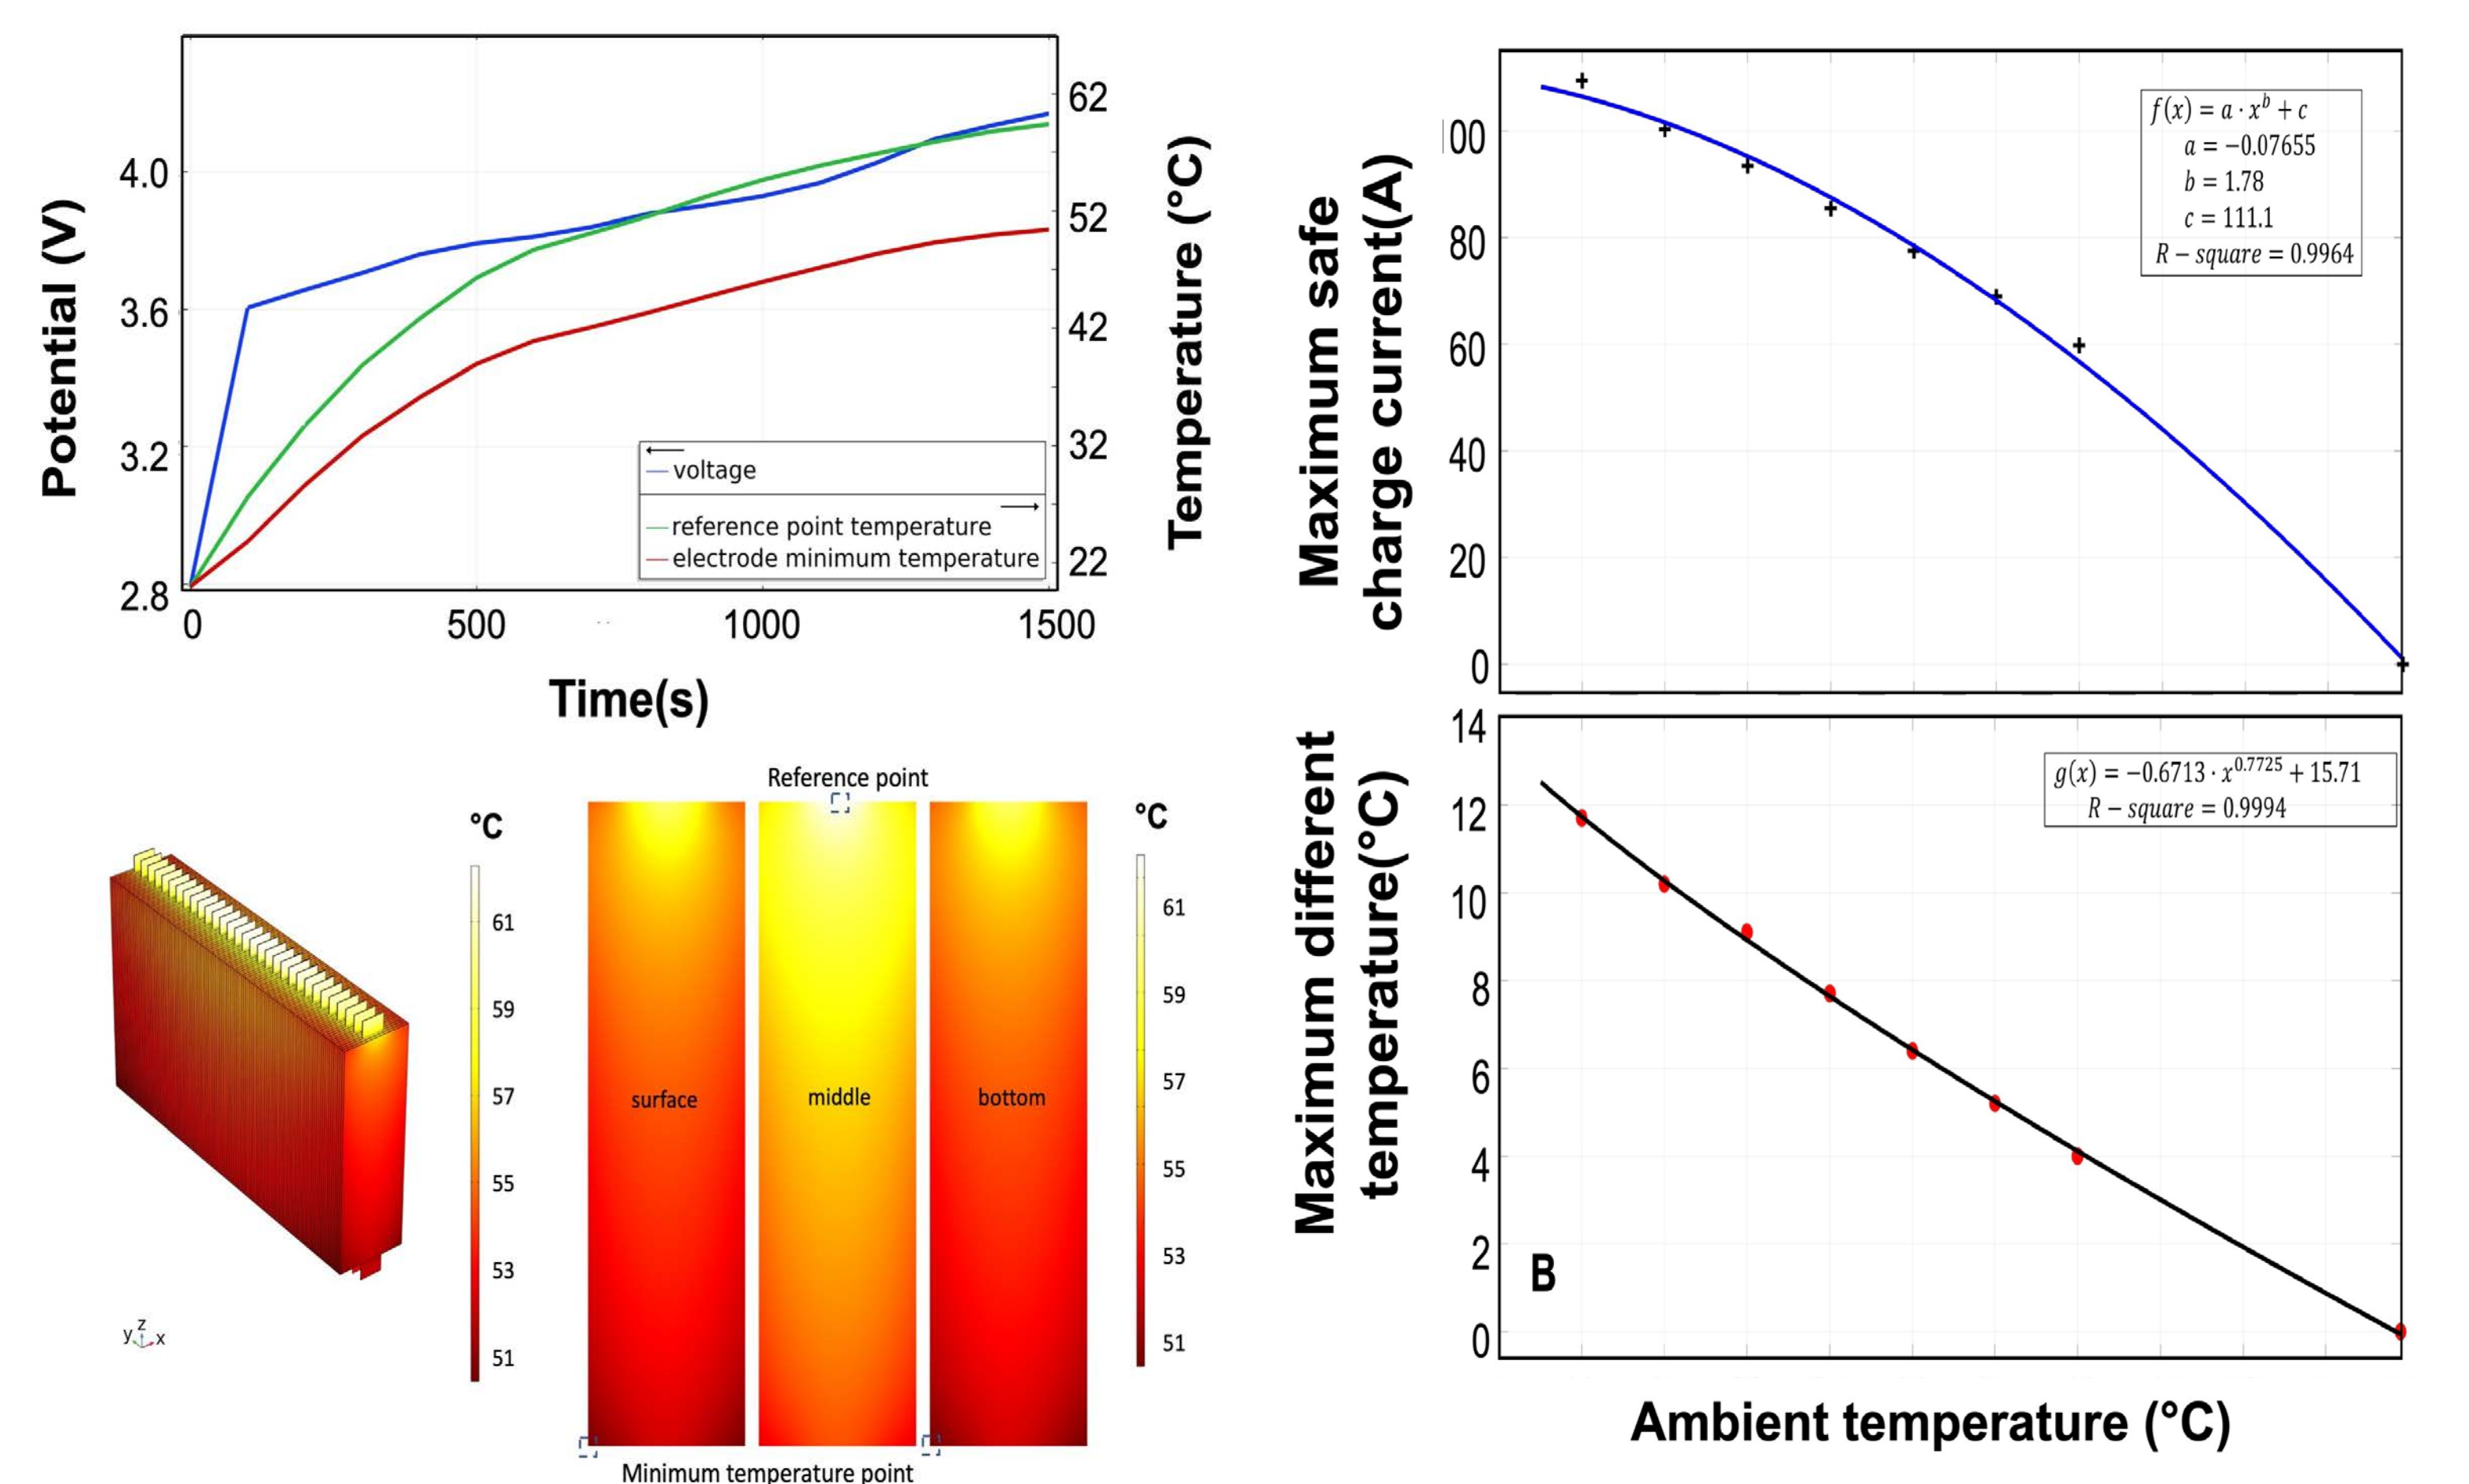 Potential (V)
4.0
3.6
3.2
2.8
62
52
42
32
22
Temperature (°C)
voltage
reference point temperature
electrode minimum temperature
0 500 1000 1500
Time(s)
Maximum safe
charge current(A)
00
80
60
40
20
0
f(x) = a · x^b + c
a = −0.07655
b = 1.78
c = 111.1
R − square = 0.9964
°C
61
59
57
55
53
51
y z x
Reference point
surface middle bottom
Minimum temperature point
°C
61
59
57
55
53
51
Maximum different
temperature(°C)
14
12
10
8
6
4
2
0
g(x) = −0.6713 · x^0.7725 + 15.71
R − square = 0.9994
B
Ambient temperature (°C)